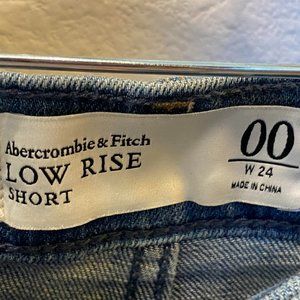 Abercrombie & Fitch
LOW RISE
SHORT
00
W 24
MADE IN CHINA